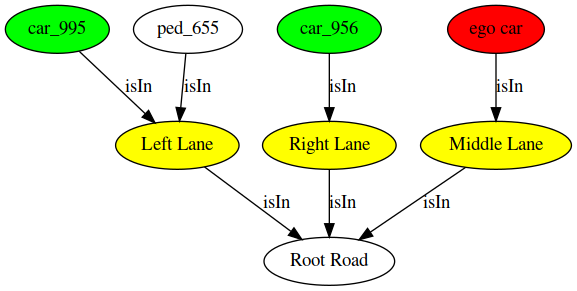 car_995
ped_655
car_956
ego car
isIn
isIn
isIn
isIn
Left Lane
Right Lane
Middle Lane
isIn
isIn
isIn
Root Road